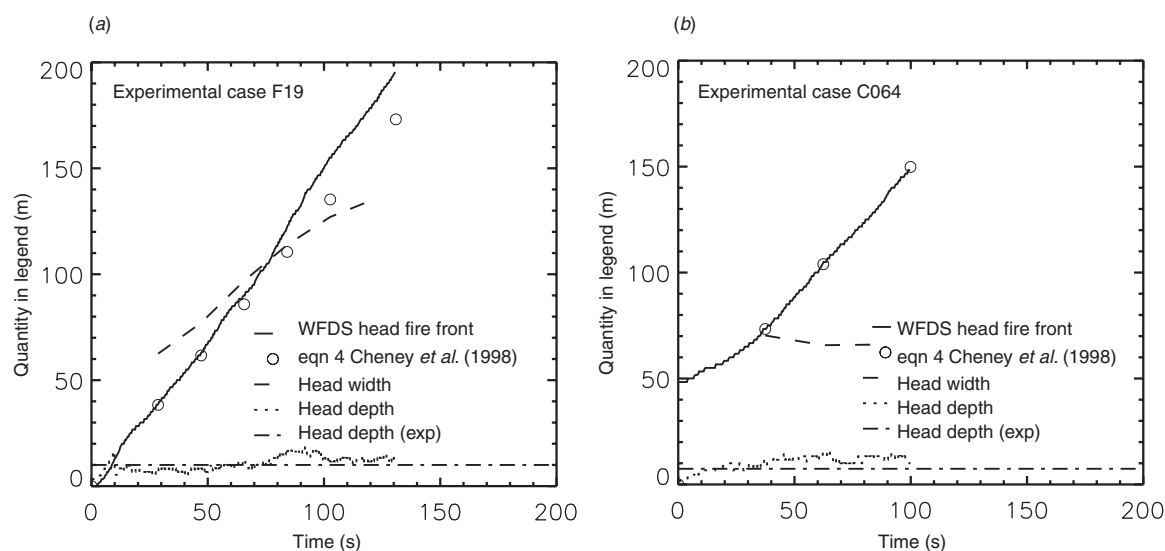 (a)
Experimental case F19
200
150
100
50
0
Quantity in legend (m)
WFDS head fire front
eqn 4 Cheney et al. (1998)
Head width
Head depth
Head depth (exp)
0 50 100 150 200
Time (s)
(b)
Experimental case C064
200
150
100
50
0
Quantity in legend (m)
WFDS head fire front
eqn 4 Cheney et al. (1998)
Head width
Head depth
Head depth (exp)
0 50 100 150 200
Time (s)